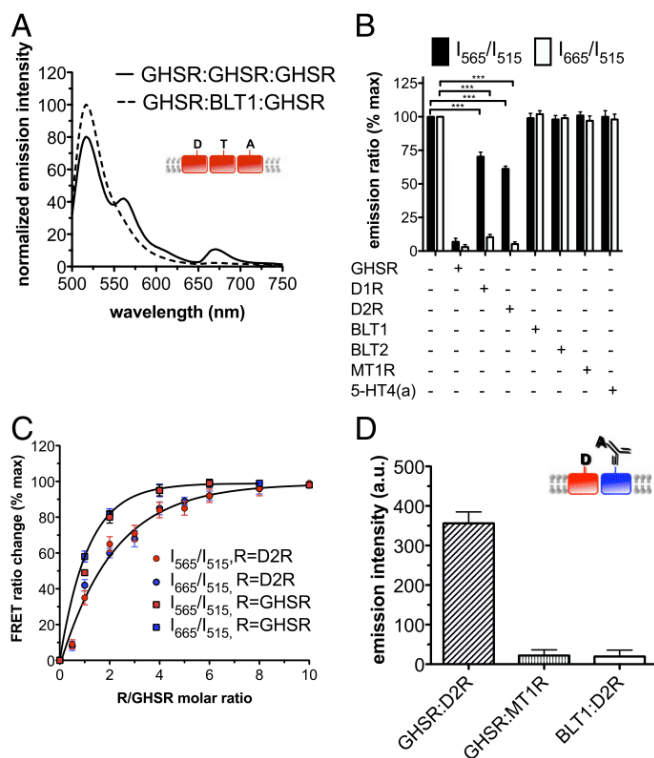 A
GHSR:GHSR:GHSR
GHSR:BLT1:GHSR
D T A
normalized emission intensity
100
80
60
40
20
0
500 550 600 650 700 750
wavelength (nm)
B
I565/I515 I665/I515
emission ratio (% max)
125
100
75
50
25
0
***
***
***
***
GHSR - + - - - - - -
D1R - - + - - - - -
D2R - - - + - - - -
BLT1 - - - - + - - -
BLT2 - - - - - + - -
MT1R - - - - - - + -
5-HT4(a) - - - - - - - +
C
FRET ratio change (% max)
120
100
80
60
40
20
0
I565/I515,R=D2R
I665/I515, R=D2R
I565/I515, R=GHSR
I665/I515, R=GHSR
0 2 4 6 8 10
R/GHSR molar ratio
D
D
A
emission intensity (a.u.)
500
400
300
200
100
0
GHSR:D2R
GHSR:MT1R
BLT1:D2R